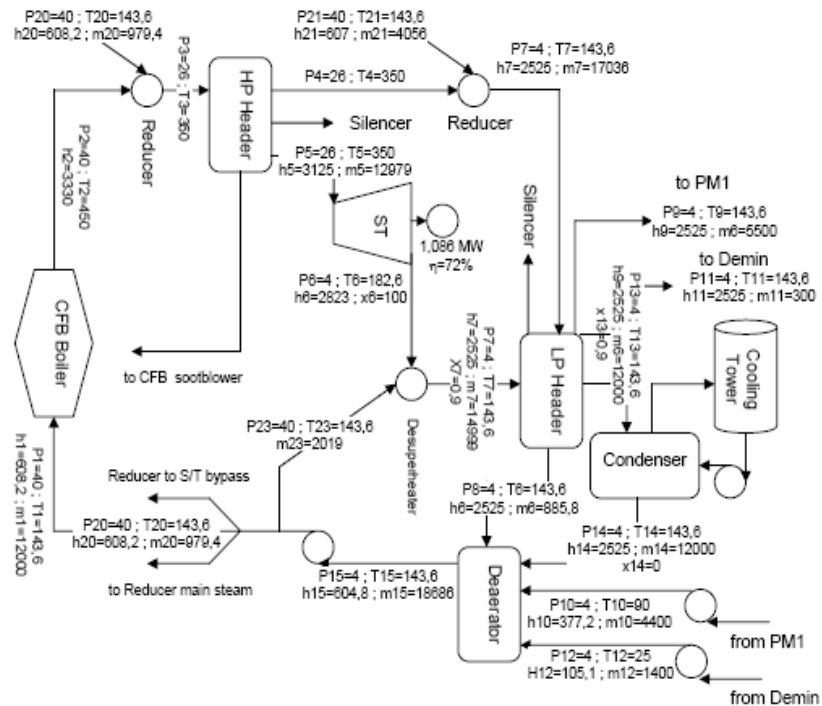 P20=40 ; T20=143,6
h20=608,2 ; m20=979,4
P21=40 ; T21=143,6
h21=607 ; m21=4056
P7=4 ; T7=143,6
h7=2525 ; m7=17036
P3=26 ; T3=350
Reducer
HP Header
P4=26 ; T4=350
Silencer
Reducer
P2=40 ; T2=450
h2=3330
P5=26 ; T5=350
h5=3125 ; m5=12979
ST
1,086 MW
η=72%
Silencer
to PM1
P9=4 ; T9=143,6
h9=2525 ; m6=5500
to Demin
P11=4 ; T11=143,6
h11=2525 ; m11=300
P6=4 ; T6=182,6
h6=2823 ; x6=100
P13=4 ; T13=143,6
h9=2525 ; m6=12000
x13=0,9
CFB Boiler
to CFB sootblower
P7=4 ; T7=143,6
h7=2525 ; m7=14999
X7=0,9
LP Header
Cooling
Tower
Desuperheater
P23=40 ; T23=143,6
m23=2019
Condenser
P1=40 ; T1=143,6
h1=608,2 ; m1=12000
Reducer to S/T bypass
P8=4 ; T6=143,6
h6=2525 ; m6=885,8
P14=4 ; T14=143,6
h14=2525 ; m14=12000
x14=0
P20=40 ; T20=143,6
h20=608,2 ; m20=979,4
to Reducer main steam
P15=4 ; T15=143,6
h15=604,8 ; m15=18686
Deaerator
P10=4 ; T10=90
h10=377,2 ; m10=4400
from PM1
P12=4 ; T12=25
H12=105,1 ; m12=1400
from Demin